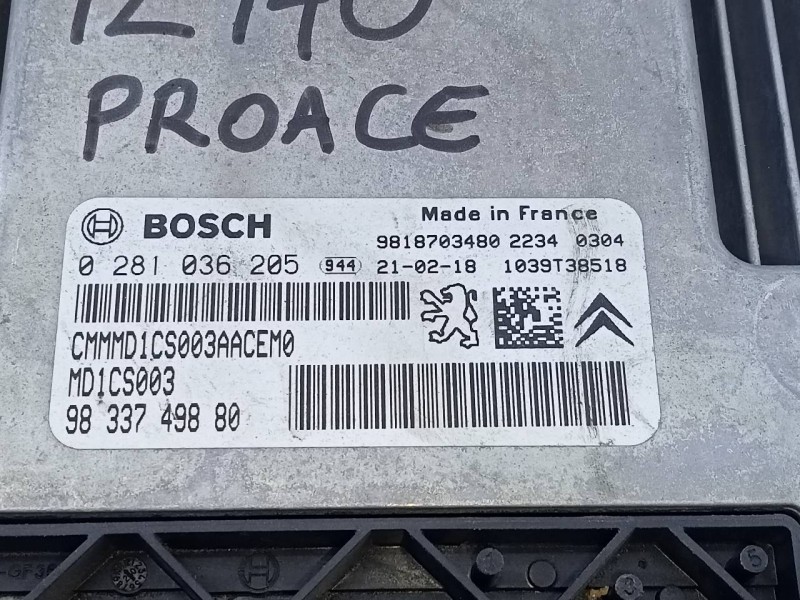 PROACE
BOSCH
Made in France
9818703480 2234 0304
0 281 036 205 944 21-02-18 1039T38518
CMMMD1CS003AACEM0
MD1CS003
98 337 498 80
5